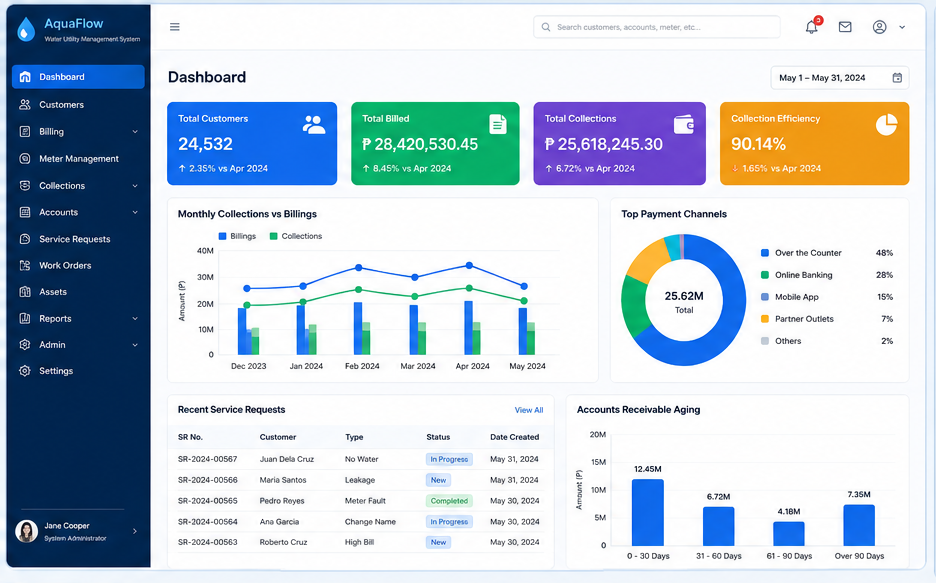 AquaFlow
Water Utility Management System
Search customers, accounts, meter, etc...
3
Dashboard
Customers
Billing
Meter Management
Collections
Accounts
Service Requests
Work Orders
Assets
Reports
Admin
Settings
Jane Cooper
System Administrator
Dashboard
May 1 – May 31, 2024
Total Customers
24,532
↑ 2.35% vs Apr 2024
Total Billed
₱ 28,420,530.45
↑ 8.45% vs Apr 2024
Total Collections
₱ 25,618,245.30
↑ 6.72% vs Apr 2024
Collection Efficiency
90.14%
↓ 1.65% vs Apr 2024
Monthly Collections vs Billings
Billings Collections
Amount (₱)
40M
30M
20M
10M
0
Dec 2023 Jan 2024 Feb 2024 Mar 2024 Apr 2024 May 2024
Top Payment Channels
25.62M
Total
Over the Counter 48%
Online Banking 28%
Mobile App 15%
Partner Outlets 7%
Others 2%
Recent Service Requests View All
SR No. Customer Type Status Date Created
SR-2024-00567 Juan Dela Cruz No Water In Progress May 31, 2024
SR-2024-00566 Maria Santos Leakage New May 31, 2024
SR-2024-00565 Pedro Reyes Meter Fault Completed May 30, 2024
SR-2024-00564 Ana Garcia Change Name In Progress May 30, 2024
SR-2024-00563 Roberto Cruz High Bill New May 30, 2024
Accounts Receivable Aging
Amount (₱)
20M
15M
10M
5M
0
12.45M
6.72M
4.18M
7.35M
0 - 30 Days 31 - 60 Days 61 - 90 Days Over 90 Days